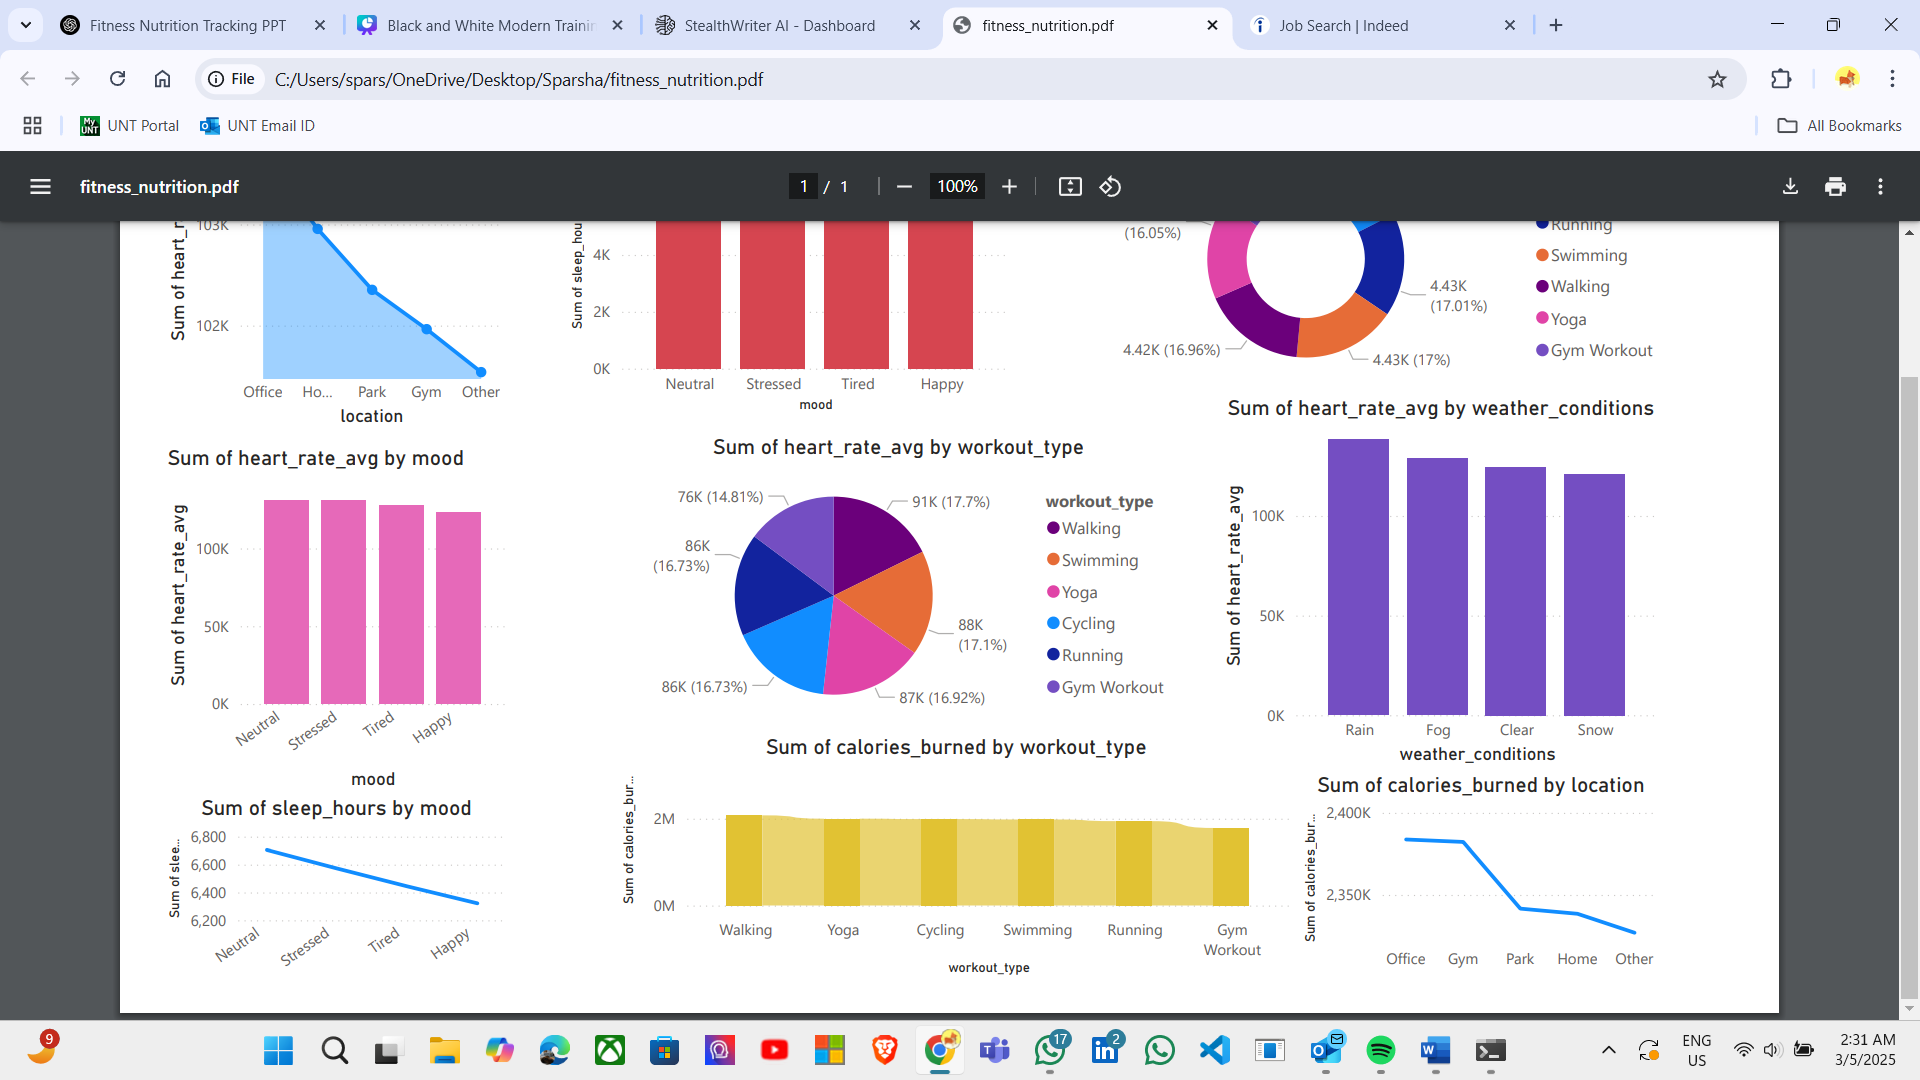 Fitness Nutrition Tracking PPT
Black and White Modern Trainin
StealthWriter AI - Dashboard
fitness_nutrition.pdf
Job Search | Indeed
File
C:/Users/spars/OneDrive/Desktop/Sparsha/fitness_nutrition.pdf
My UNT
UNT Portal
UNT Email ID
All Bookmarks
fitness_nutrition.pdf
1 / 1
100%
Sum of heart_r
103K
102K
Office
Ho...
Park
Gym
Other
location
Sum of sleep_hou
4K
2K
0K
Neutral
Stressed
Tired
Happy
mood
(16.05%)
4.43K
(17.01%)
4.42K (16.96%)
4.43K (17%)
Running
Swimming
Walking
Yoga
Gym Workout
Sum of heart_rate_avg by mood
Sum of heart_rate_avg
100K
50K
0K
Neutral
Stressed
Tired
Happy
mood
Sum of heart_rate_avg by workout_type
76K (14.81%)
91K (17.7%)
86K
(16.73%)
88K
(17.1%)
86K (16.73%)
87K (16.92%)
workout_type
Walking
Swimming
Yoga
Cycling
Running
Gym Workout
Sum of heart_rate_avg by weather_conditions
Sum of heart_rate_avg
100K
50K
0K
Rain
Fog
Clear
Snow
weather_conditions
Sum of sleep_hours by mood
Sum of slee...
6,800
6,600
6,400
6,200
Neutral
Stressed
Tired
Happy
Sum of calories_burned by workout_type
Sum of calories_bur...
2M
0M
Walking
Yoga
Cycling
Swimming
Running
Gym
Workout
workout_type
Sum of calories_burned by location
Sum of calories_bur...
2,400K
2,350K
Office
Gym
Park
Home
Other
9
17
2
ENG
US
2:31 AM
3/5/2025